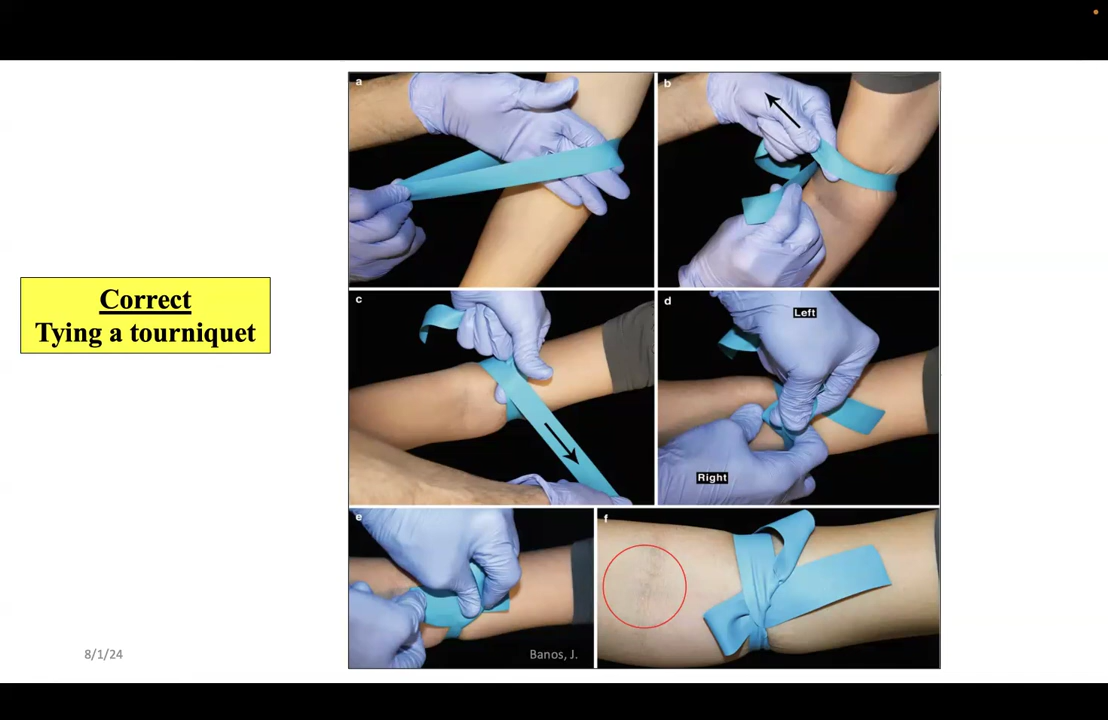 Correct
Tying a tourniquet
a
b
c
d
Left
Right
e
f
8/1/24
Banos, J.